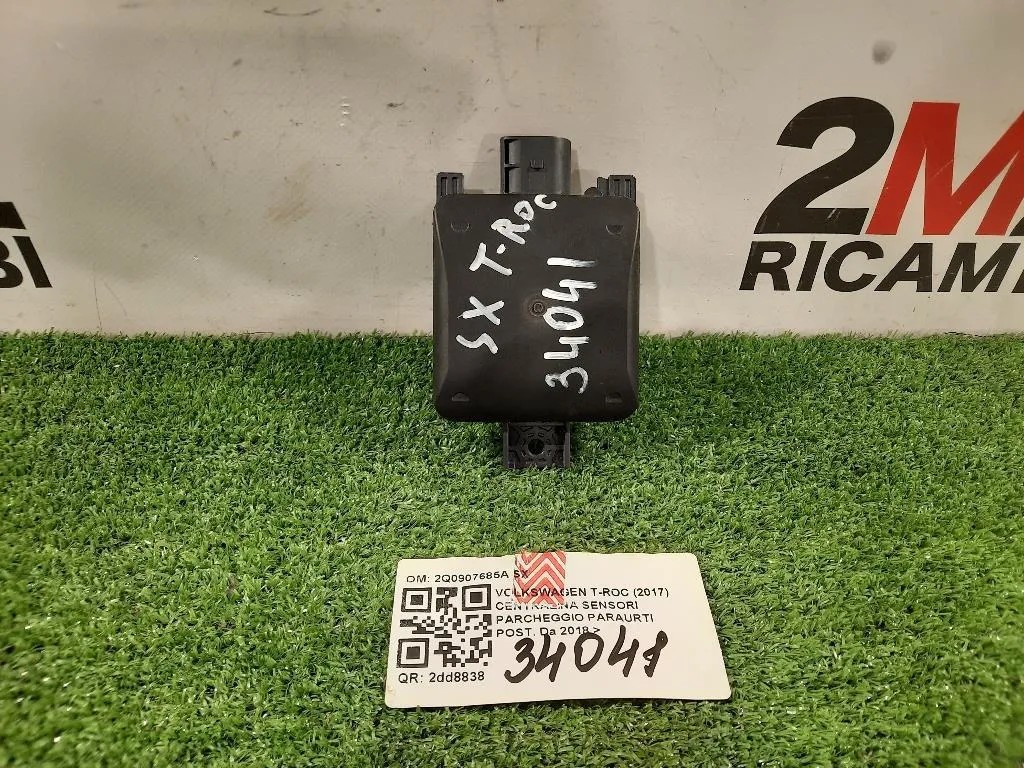 BI
2M
RICAMBI
SX T-ROC
34041
OM: 2Q0907685A SX
VOLKSWAGEN T-ROC (2017)
CENTRALINA SENSORI
PARCHEGGIO PARAURTI
POST. Da 2018 >
QR: 2dd8838
34041